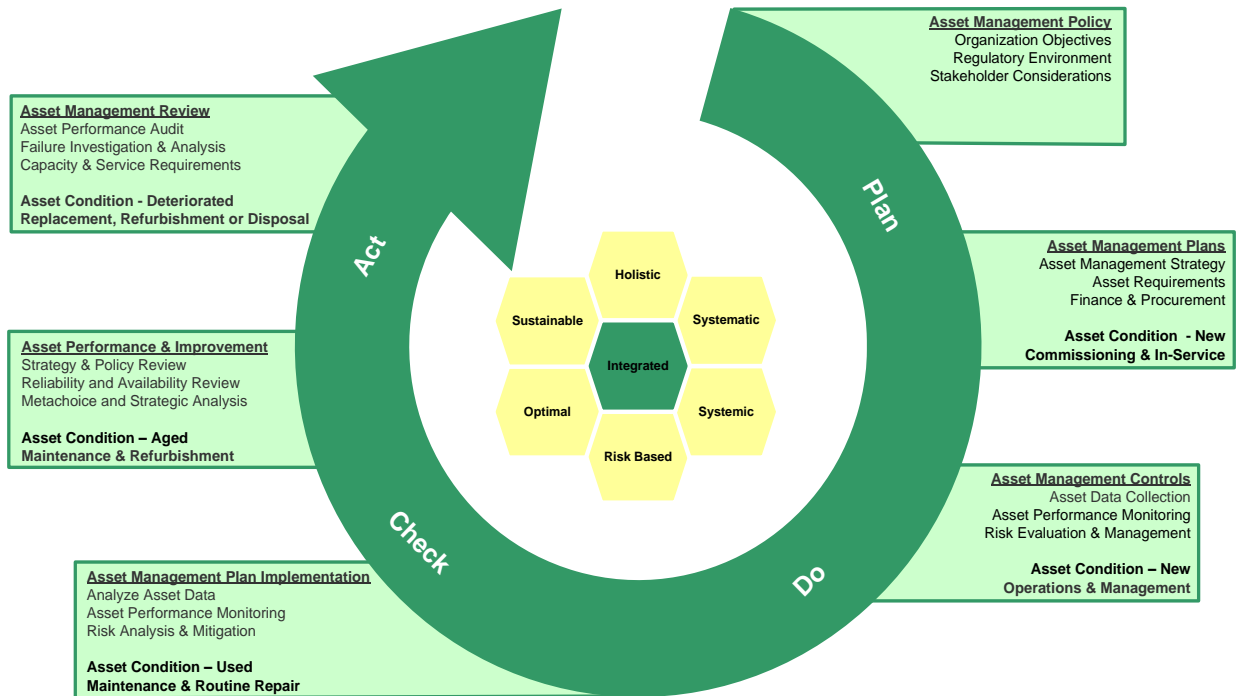 Asset Management Policy
Organization Objectives
Regulatory Environment
Stakeholder Considerations
Plan
Asset Management Plans
Asset Management Strategy
Asset Requirements
Finance & Procurement
Asset Condition - New
Commissioning & In-Service
Asset Management Controls
Asset Data Collection
Asset Performance Monitoring
Risk Evaluation & Management
Asset Condition – New
Operations & Management
Do
Asset Management Plan Implementation
Analyze Asset Data
Asset Performance Monitoring
Risk Analysis & Mitigation
Asset Condition – Used
Maintenance & Routine Repair
Check
Asset Performance & Improvement
Strategy & Policy Review
Reliability and Availability Review
Metachoice and Strategic Analysis
Asset Condition – Aged
Maintenance & Refurbishment
Act
Asset Management Review
Asset Performance Audit
Failure Investigation & Analysis
Capacity & Service Requirements
Asset Condition - Deteriorated
Replacement, Refurbishment or Disposal
Holistic
Sustainable
Systematic
Integrated
Optimal
Systemic
Risk Based